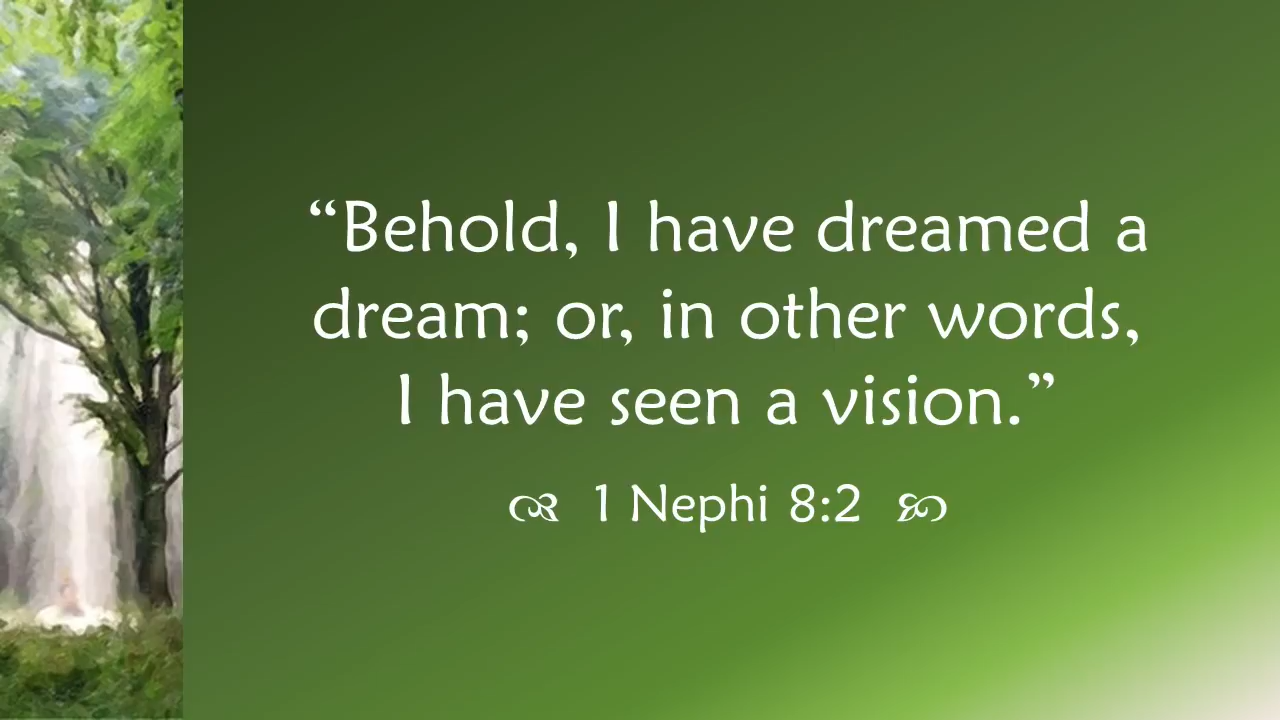 “Behold, I have dreamed a
dream; or, in other words,
I have seen a vision.”
1 Nephi 8:2